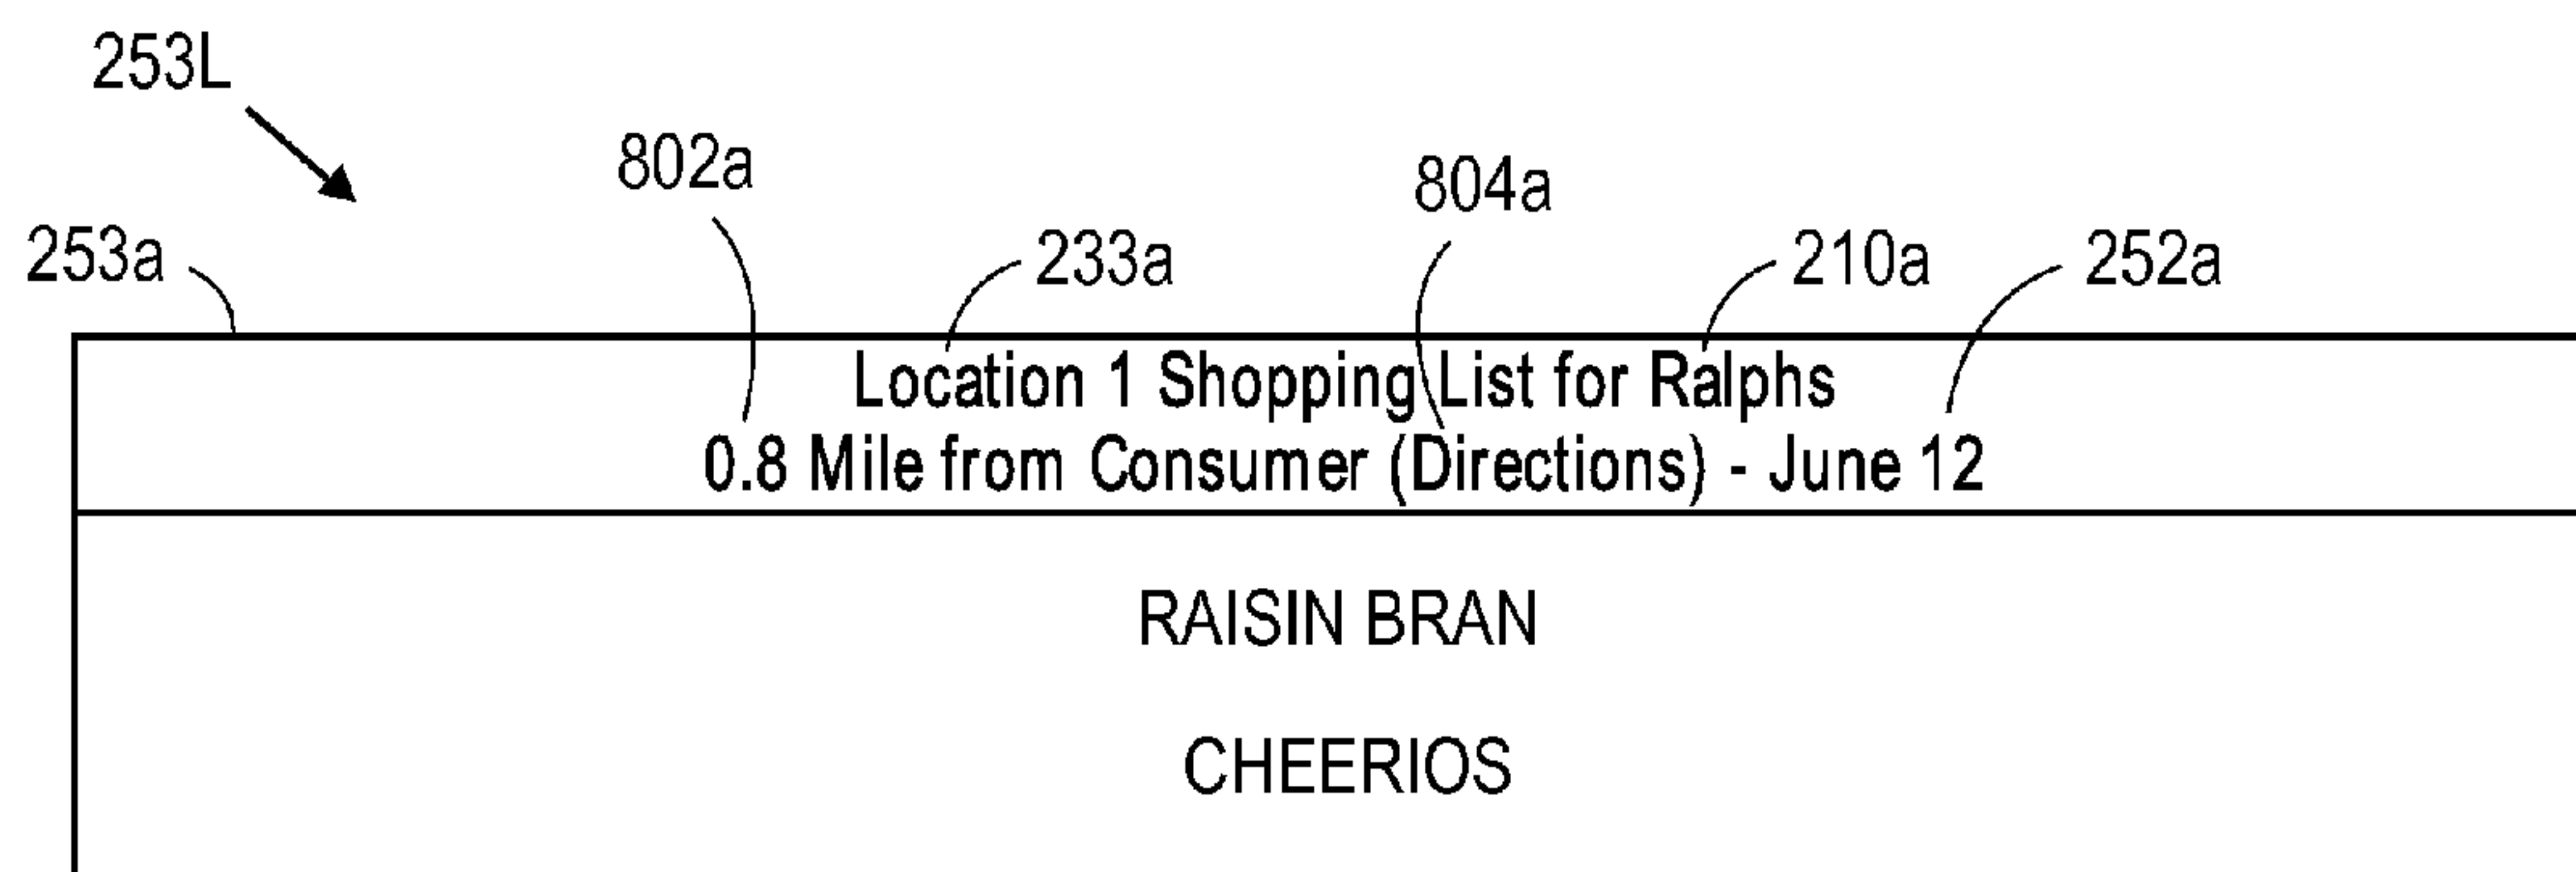 253L
802a
804a
253a
233a
210a
252a
Location 1 Shopping List for Ralphs
0.8 Mile from Consumer (Directions) - June 12
RAISIN BRAN
CHEERIOS